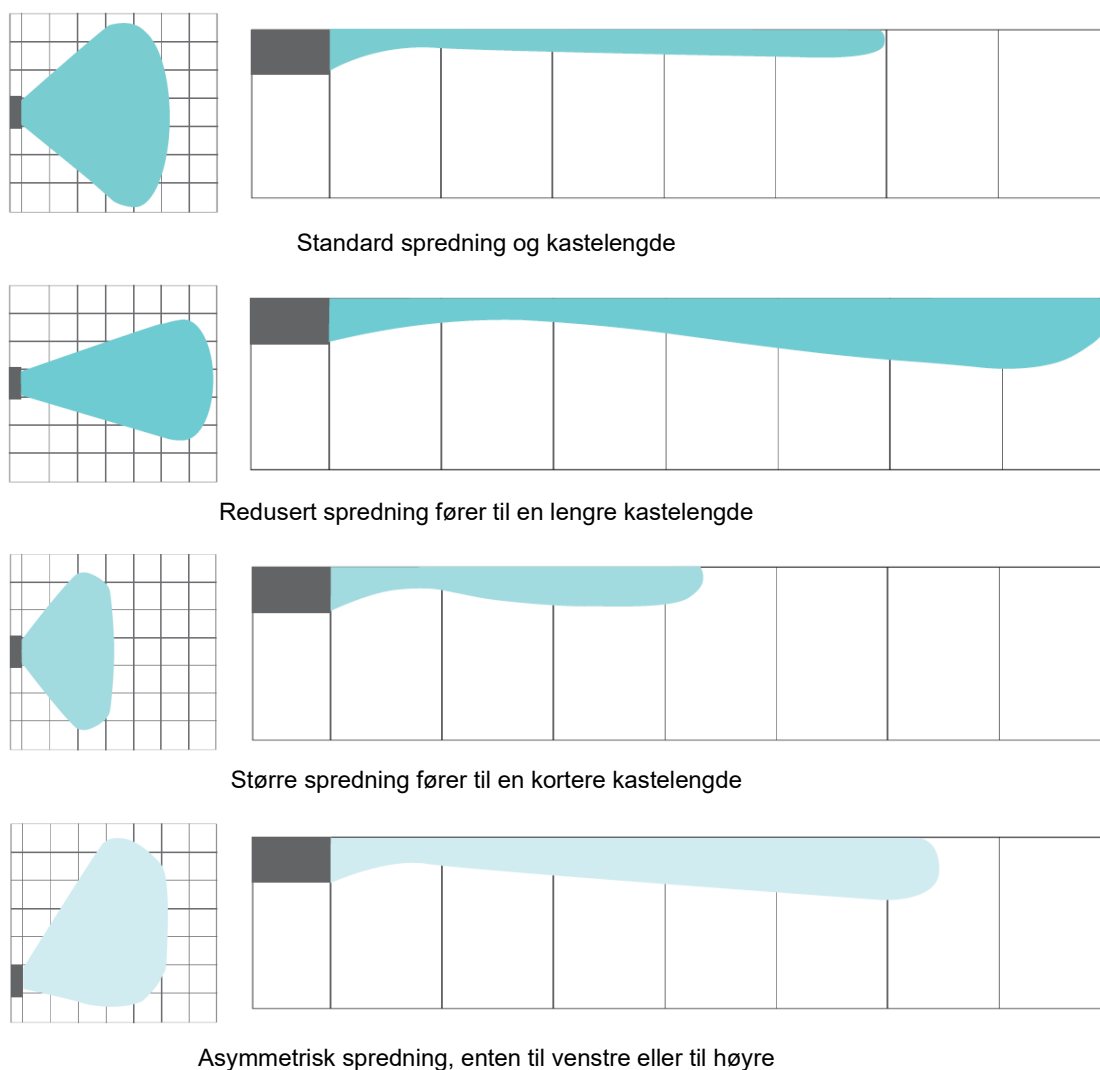 Standard spredning og kastelengde
Redusert spredning fører til en lengre kastelengde
Større spredning fører til en kortere kastelengde
Asymmetrisk spredning, enten til venstre eller til høyre